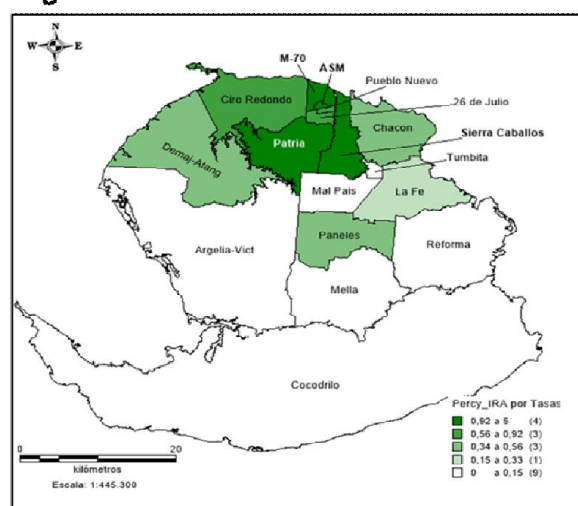 N
W E
S
M-70
ASM
Pueblo Nuevo
Ciro Redondo
26 de Julio
Chacon
Sierra Caballos
Patria
Demaj-Atang
Tumbita
Mal Pais
La Fe
Paneles
Argelia-Vict
Reforma
Mella
Cocodrilo
Percy_IRA por Tasas
0,92 a 5 (4)
0,56 a 0,92 (3)
0,34 a 0,56 (3)
0,15 a 0,33 (1)
0 a 0,15 (9)
0 20
kilómetros
Escala: 1:445.300